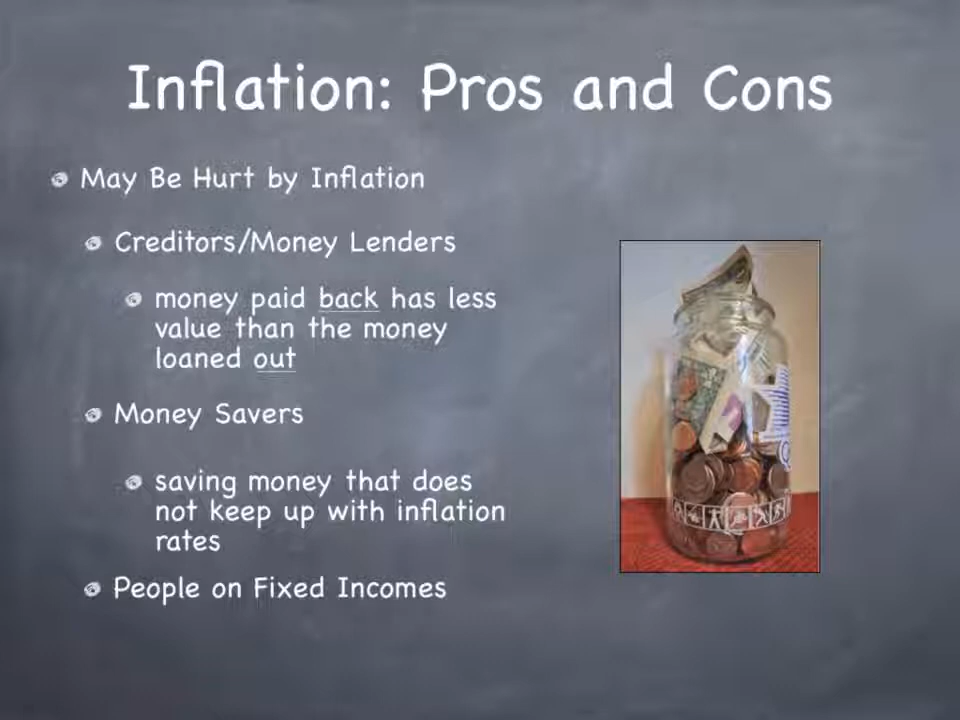 Inflation: Pros and Cons
May Be Hurt by Inflation
Creditors/Money Lenders
money paid back has less
value than the money
loaned out
Money Savers
saving money that does
not keep up with inflation
rates
People on Fixed Incomes